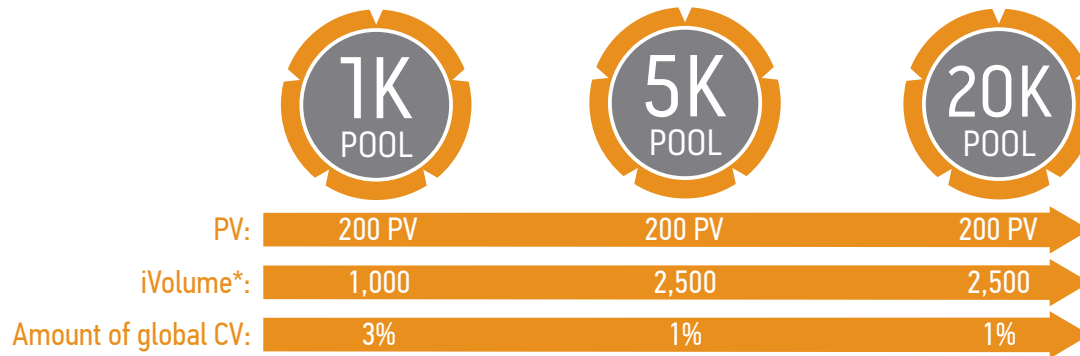 1K 5K 20K
POOL POOL POOL
PV: 200 PV 200 PV 200 PV
iVolume*: 1,000 2,500 2,500
Amount of global CV: 3% 1% 1%